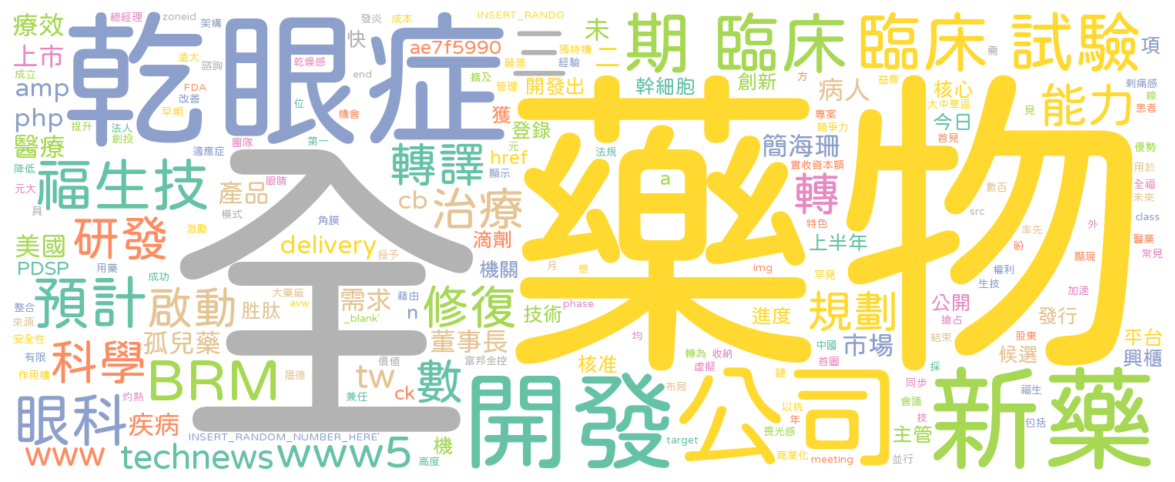 療效 總經理 zoneid 架構 發炎 成本 INSERT_RANDO 未 期 臨床 臨床 試驗 項
乾眼症 三 二
上市 遠大 諮詢 乾燥感 快 ae7f5990 獨特機 願景 經驗 需
成立 FDA end 擴及 管理 開發出 幹細胞 創新 方 益鼎 核心 刺痛感
amp 改善 早期 位 機會 獲 病人 專案 大中華區 能力 線
php 提升 法人 創投 團隊 第一 登錄 元 法規 簡海珊 競爭力 今日 見 患者
醫療 適應症 轉譯 href 藥物 實收資本額 首見 優勢
降低 眼睛 顯示 a 轉 數百 用於 全福
福生技 產品 cb 治療 特色 未來
元大 具 模式 角膜 src 率先 外 class
研發 激勵 全 delivery 授予 滴劑 上半年 股 顯現 醫藥
美國 月 億 img 罕見 權利 常見
PDSP 用藥 成功 機關 生技 加速
整合 預計 啟動 大藥廠 avw 需求 藉由 修復 phase 技術 進度 規劃 公開 發行
來源 胜肽 _blank' n 均 搶占 股東
安全性 孤兒藥 董事長 轉為 收納 中國 結束 採 平台
有限 價值 富邦金控 核准 虛擬 首圖 市場 候選 興櫃
科學 作用機 BRM 晟德 tw 布局 鏈 同步
灼熱 兼任 ck 數 開發 公司 會議 新藥 福生
眼科 疾病 以抗 年 技 包括
INSERT_RANDOM_NUMBER_HERE' 機 target 畏光感 主管
www technews www5 高度 商業化 meeting 並行